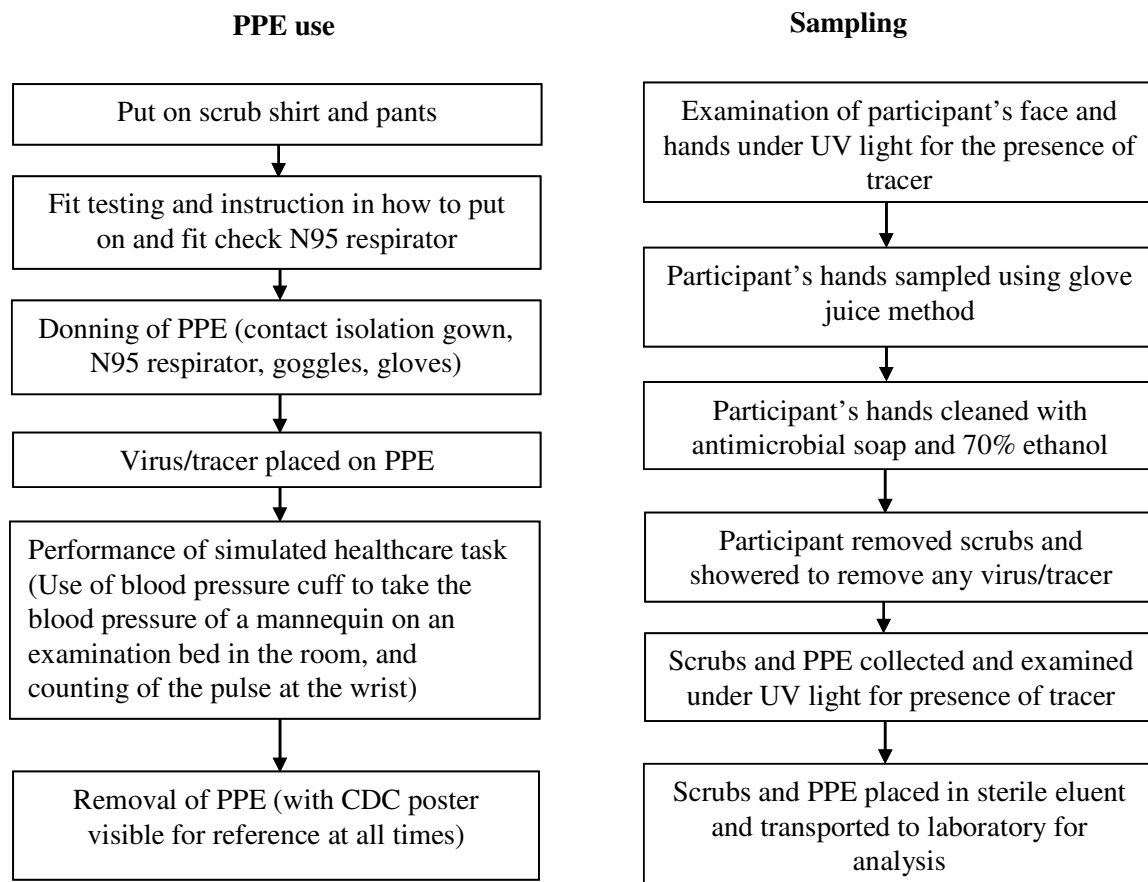 PPE use
Put on scrub shirt and pants
Fit testing and instruction in how to put
on and fit check N95 respirator
Donning of PPE (contact isolation gown,
N95 respirator, goggles, gloves)
Virus/tracer placed on PPE
Performance of simulated healthcare task
(Use of blood pressure cuff to take the
blood pressure of a mannequin on an
examination bed in the room, and
counting of the pulse at the wrist)
Removal of PPE (with CDC poster
visible for reference at all times)
Sampling
Examination of participant’s face and
hands under UV light for the presence of
tracer
Participant’s hands sampled using glove
juice method
Participant’s hands cleaned with
antimicrobial soap and 70% ethanol
Participant removed scrubs and
showered to remove any virus/tracer
Scrubs and PPE collected and examined
under UV light for presence of tracer
Scrubs and PPE placed in sterile eluent
and transported to laboratory for
analysis